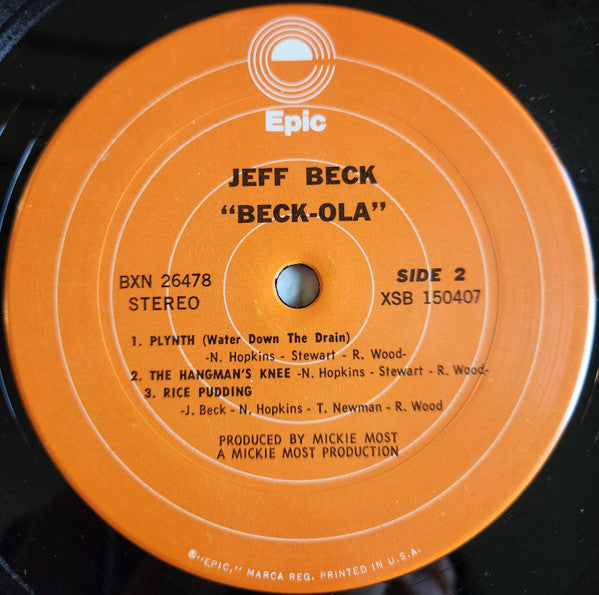 Epic
JEFF BECK
"BECK-OLA"
BXN 26478 SIDE 2
STEREO XSB 150407
1. PLYNTH (Water Down The Drain)
-N. Hopkins - Stewart - R. Wood-
2. THE HANGMAN'S KNEE -N. Hopkins - Stewart - R. Wood-
3. RICE PUDDING
-J. Beck - N. Hopkins - T. Newman - R. Wood
PRODUCED BY MICKIE MOST
A MICKIE MOST PRODUCTION
®"EPIC," MARCA REG. PRINTED IN U.S.A.